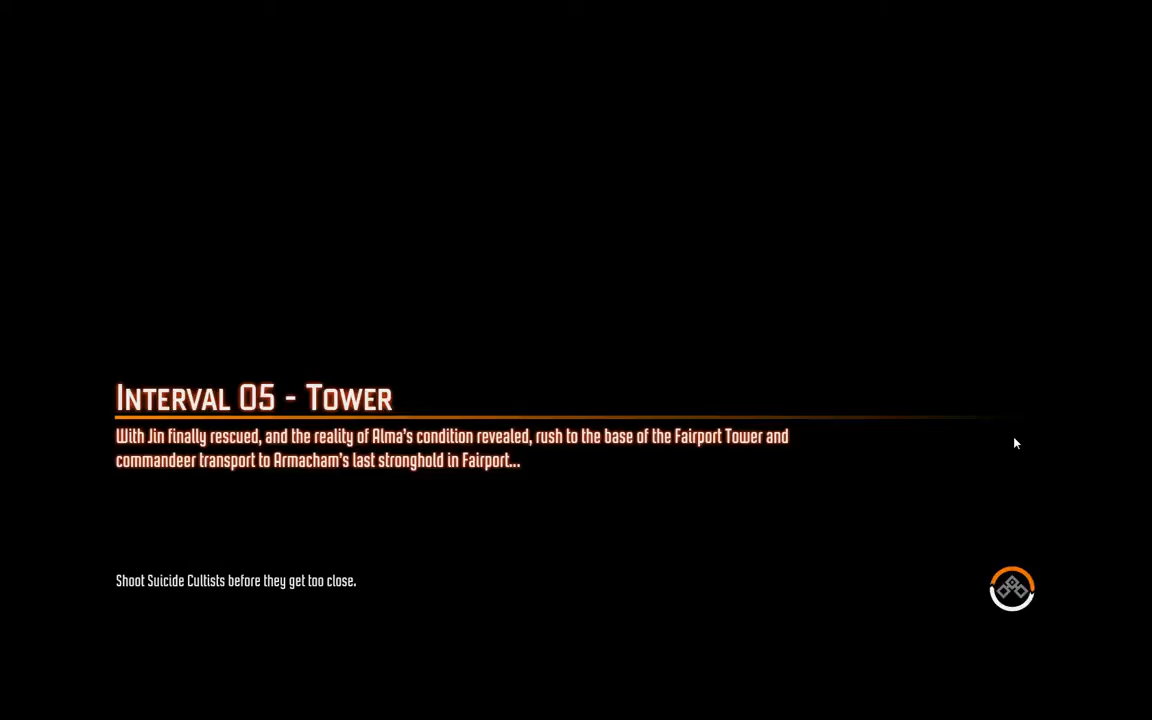 Interval 05 - Tower
With Jin finally rescued, and the reality of Alma's condition revealed, rush to the base of the Fairport Tower and
commandeer transport to Armacham's last stronghold in Fairport...
Shoot Suicide Cultists before they get too close.